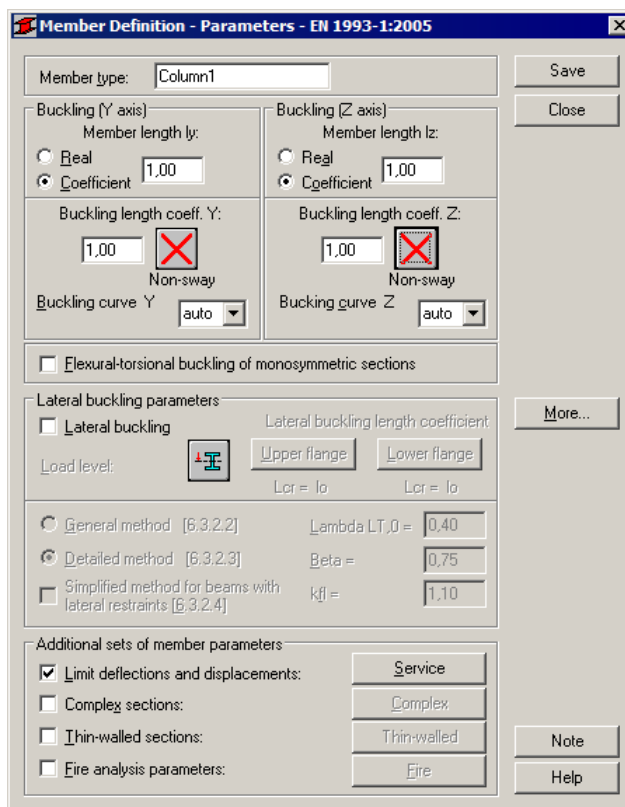 Member Definition - Parameters - EN 1993-1:2005
Member type: Column1
Save
Close
Buckling (Y axis)
Member length ly:
Real
Coefficient
1,00
Buckling length coeff. Y:
1,00
Non-sway
Buckling curve Y auto
Buckling (Z axis)
Member length lz:
Real
Coefficient
1,00
Buckling length coeff. Z:
1,00
Non-sway
Bucking curve Z auto
Flexural-torsional buckling of monosymmetric sections
Lateral buckling parameters
Lateral buckling
Lateral buckling length coefficient
Load level:
Upper flange
Lower flange
Lcr = lo
Lcr = lo
More...
General method [6.3.2.2]
Detailed method [6.3.2.3]
Simplified method for beams with
lateral restraints [6.3.2.4]
Lambda LT,0 = 0,40
Beta = 0,75
kfl = 1,10
Additional sets of member parameters
Limit deflections and displacements: Service
Complex sections: Complex
Thin-walled sections: Thin-walled
Fire analysis parameters: Fire
Note
Help